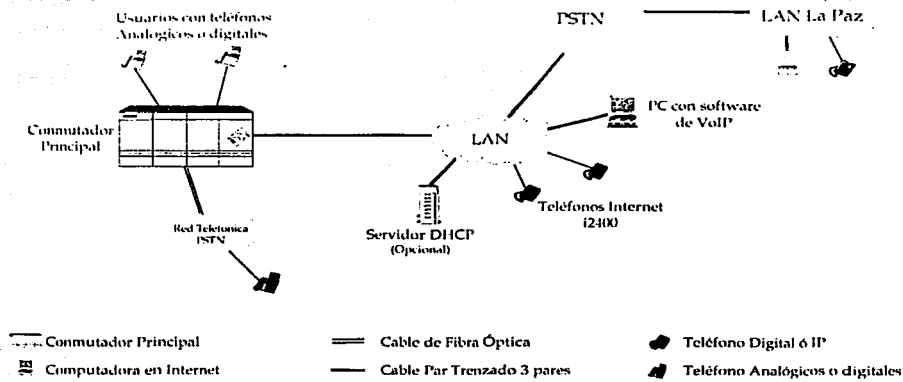 Usuarios con teléfonos
Analogicos o digitales
PSTN
LAN La Paz
Conmutador
Principal
LAN
PC con software
de VoIP
Teléfonos Internet
i2400
Red Telefonica
PSTN
Servidor DHCP
(Opcional)
Conmutador Principal
Cable de Fibra Óptica
Teléfono Digital ó IP
Computadora en Internet
Cable Par Trenzado 3 pares
Teléfono Analógicos o digitales